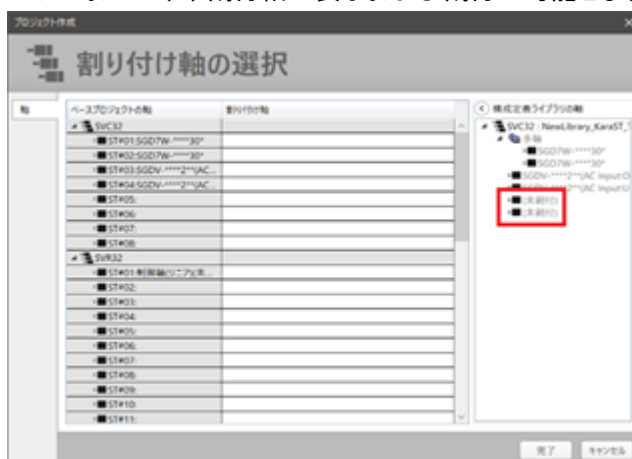 プロジェクト作成
割り付け軸の選択
軸
ベースプロジェクトの軸
割り付け軸
SVC32
ST#01:SGD7W-****30*
ST#02:SGD7W-****30*
ST#03:SGDV-****2**(AC...
ST#04:SGDV-****2**(AC...
ST#05:
ST#06:
ST#07:
ST#08:
SVR32
ST#01:制御軸(リニア)(未...
ST#02:
ST#03:
ST#04:
ST#05:
ST#06:
ST#07:
ST#08:
ST#09:
ST#10:
ST#11:
構成定義ライブラリの軸
SVC32 : NewLibrary_KaraST_
多軸
SGD7W-****30*
SGD7W-****30*
SGDV-****2**(AC Input:D
SGDV-****2**(AC Input:U
(未割付)
(未割付)
完了
キャンセル